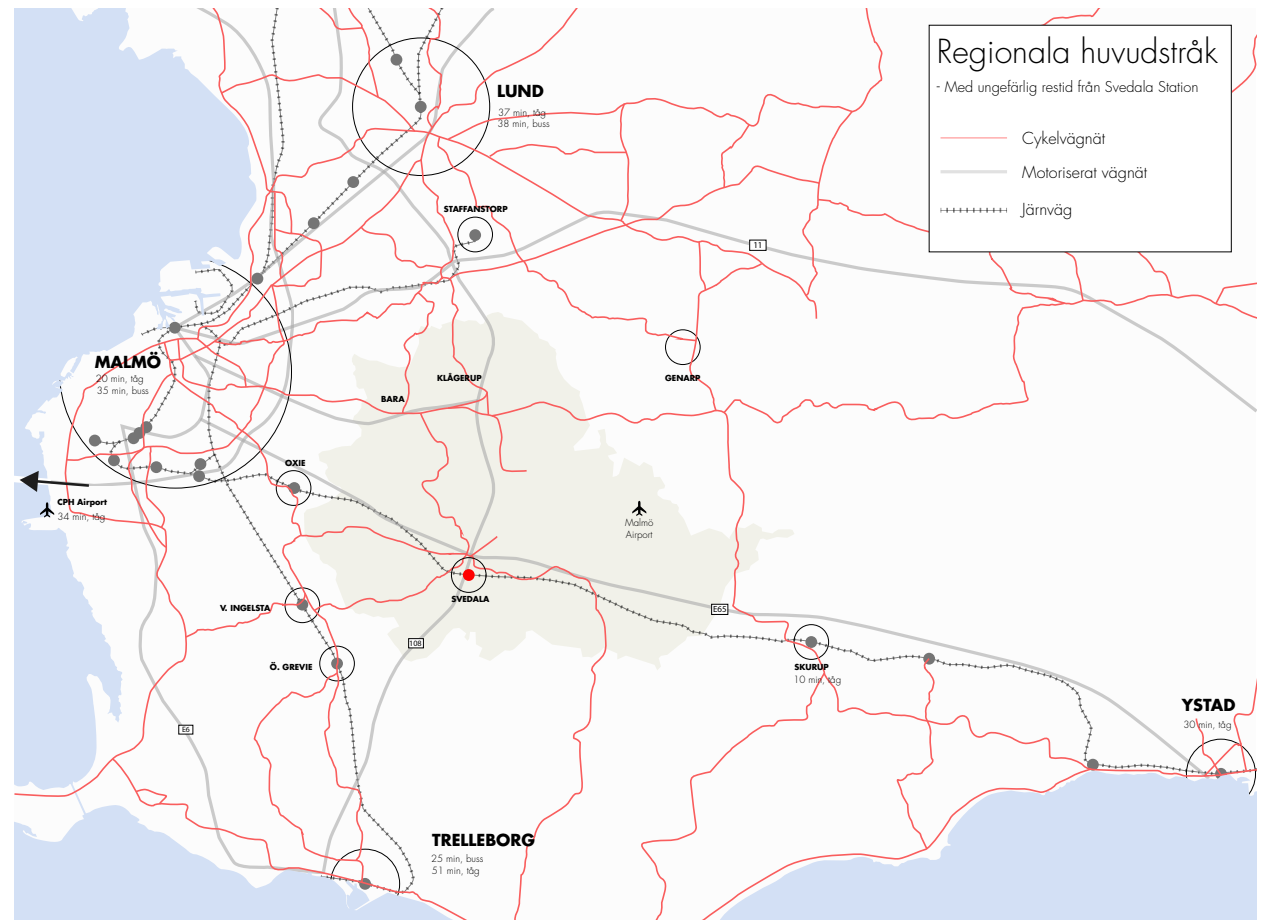 Regionala huvudstråk
- Med ungefärlig restid från Svedala Station
Cykelvägnät
Motoriserat vägnät
Järnväg
LUND
37 min, tåg
38 min, buss
STAFFANSTORP
11
MALMÖ
20 min, tåg
35 min, buss
KLÅGERUP
BARA
GENARP
OXIE
CPH Airport
34 min, tåg
Malmö
Airport
SVEDALA
V. INGELSTA
E65
108
Ö. GREVIE
SKURUP
10 min, tåg
E6
YSTAD
30 min, tåg
TRELLEBORG
25 min, buss
51 min, tåg